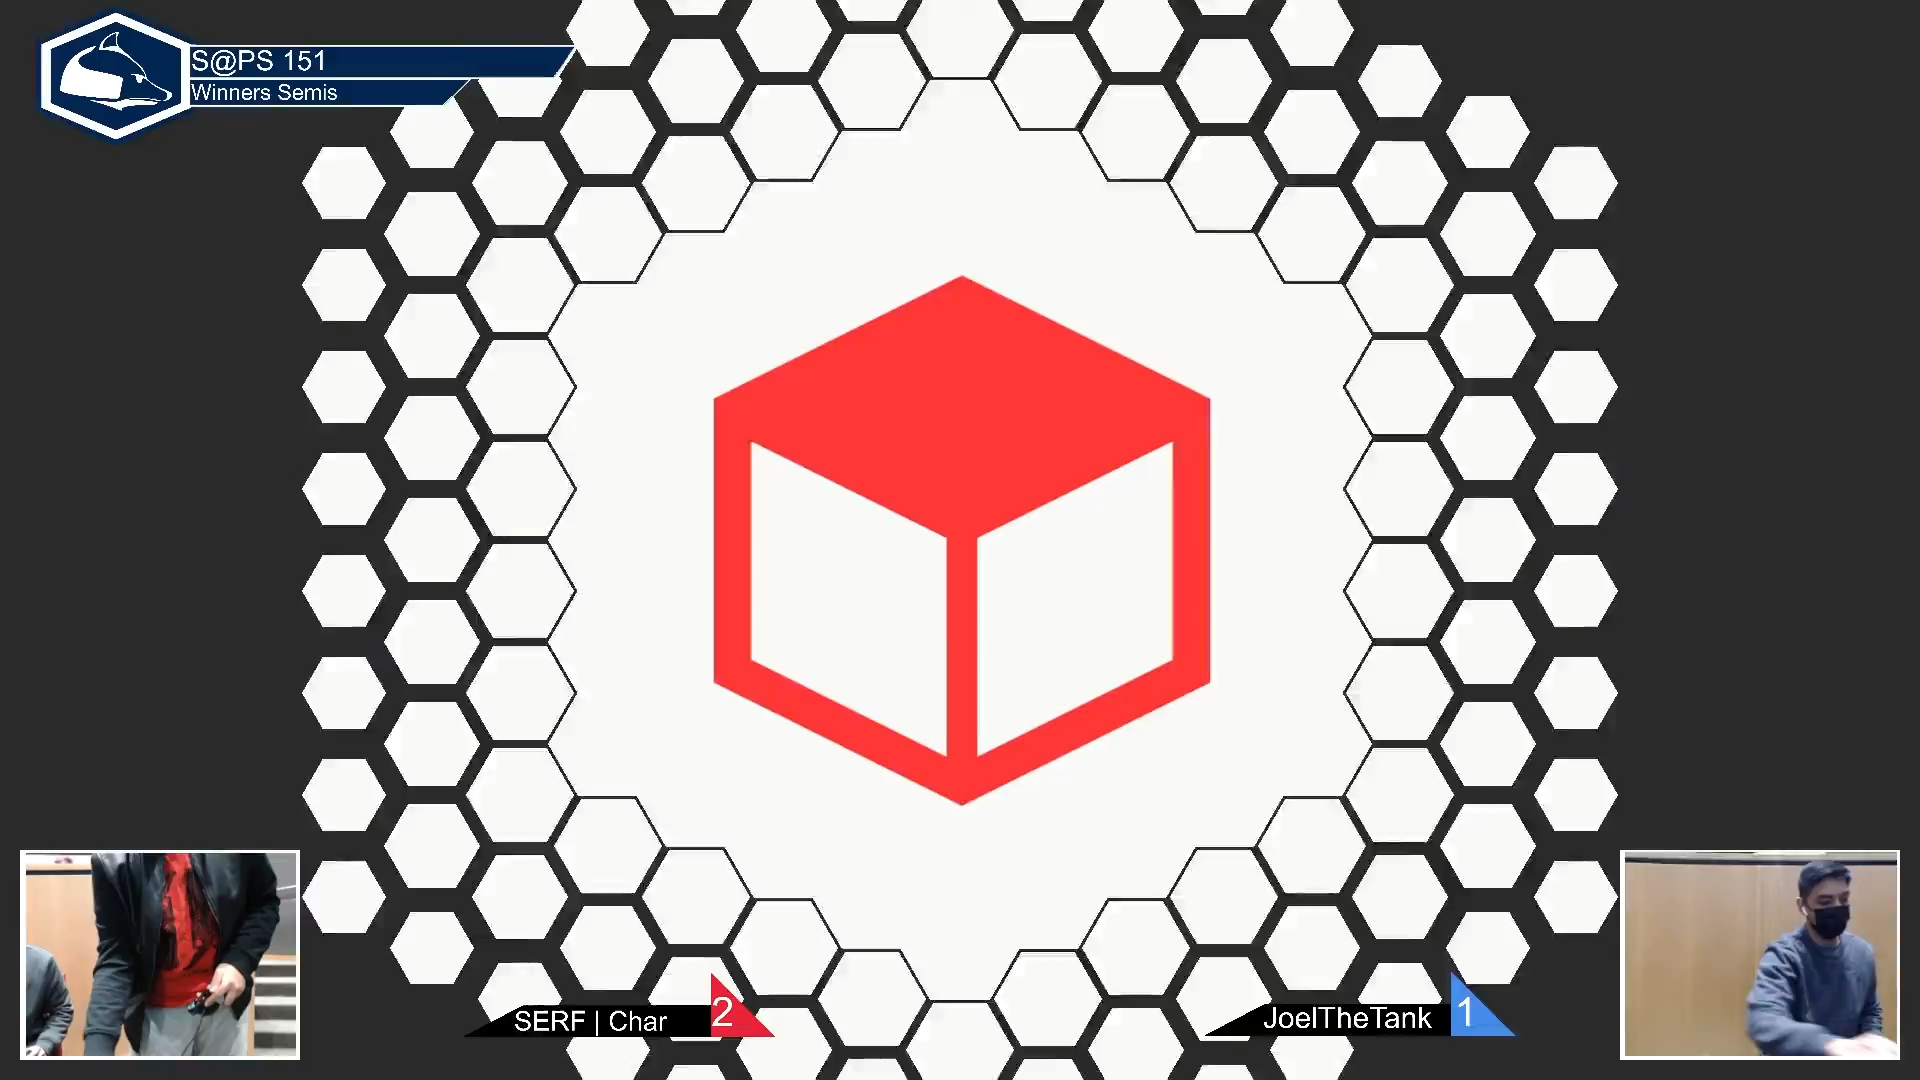 S@PS 151
Winners Semis
SERF | Char
2
JoelTheTank
1